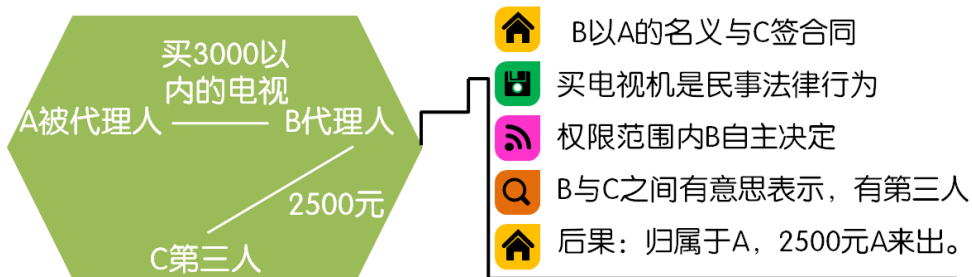 买3000以
内的电视
A被代理人
B代理人
2500元
C第三人
B以A的名义与C签合同
买电视机是民事法律行为
权限范围内B自主决定
B与C之间有意思表示，有第三人
后果：归属于A，2500元A来出。